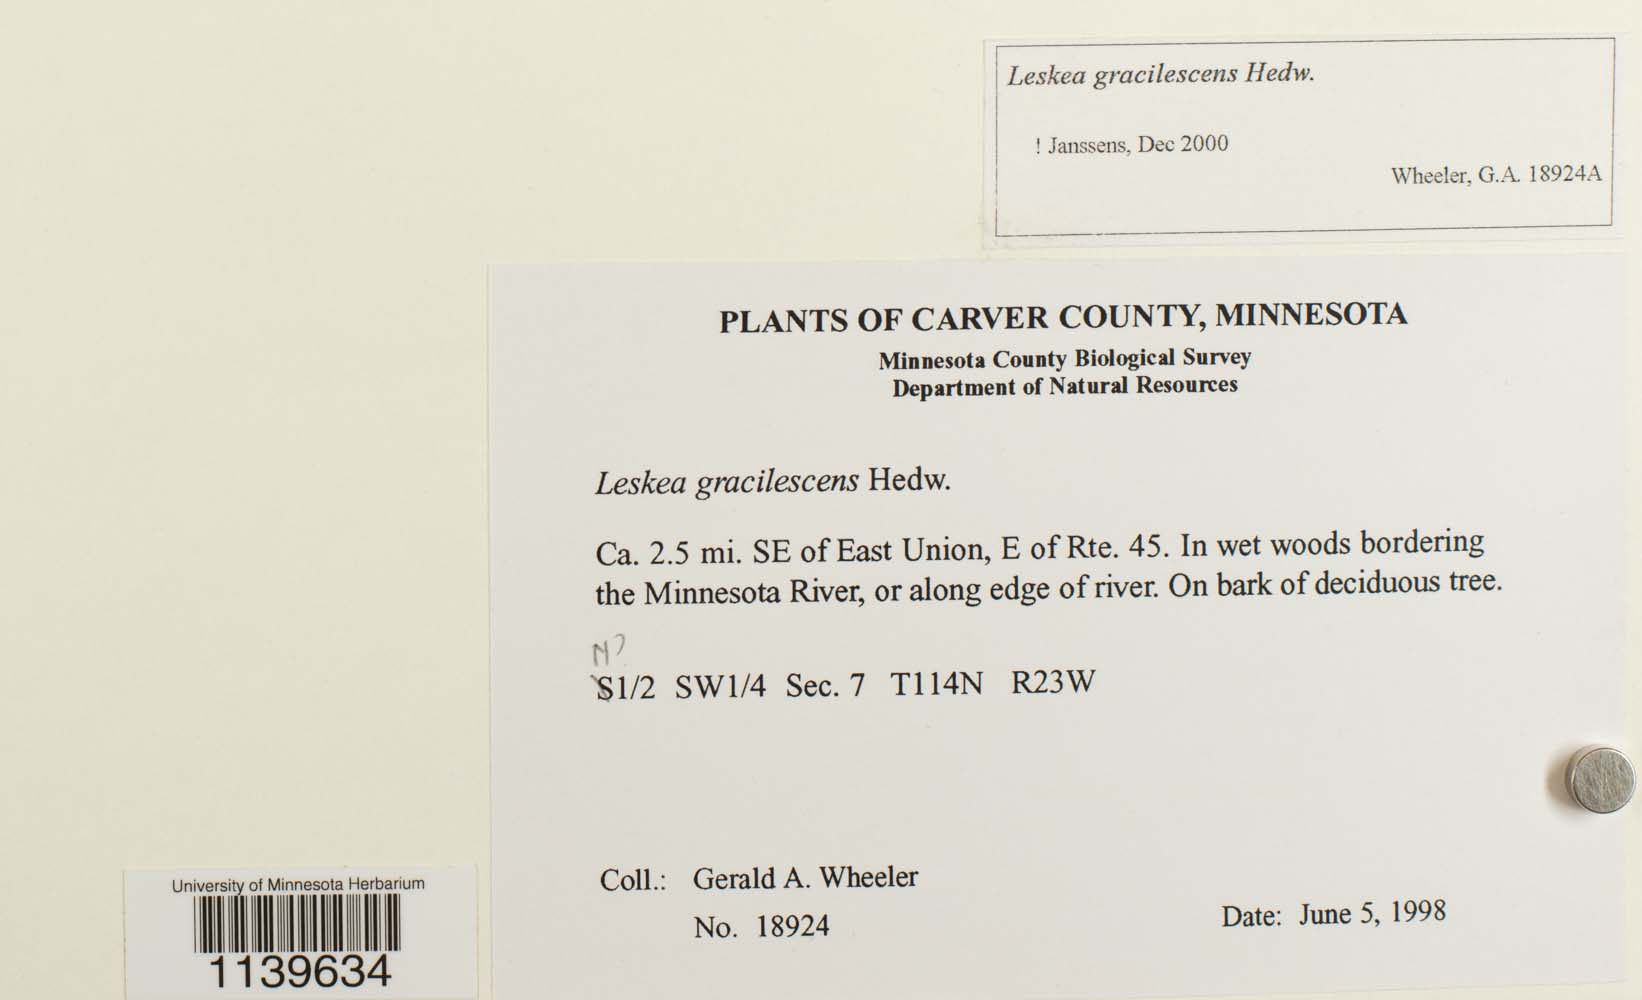 Leskea gracilescens Hedw.
! Janssens, Dec 2000
Wheeler, G.A. 18924A
PLANTS OF CARVER COUNTY, MINNESOTA
Minnesota County Biological Survey
Department of Natural Resources
Leskea gracilescens Hedw.
Ca. 2.5 mi. SE of East Union, E of Rte. 45. In wet woods bordering
the Minnesota River, or along edge of river. On bark of deciduous tree.
N?
S1/2 SW1/4 Sec. 7 T114N R23W
Coll.: Gerald A. Wheeler
No. 18924
Date: June 5, 1998
University of Minnesota Herbarium
1139634